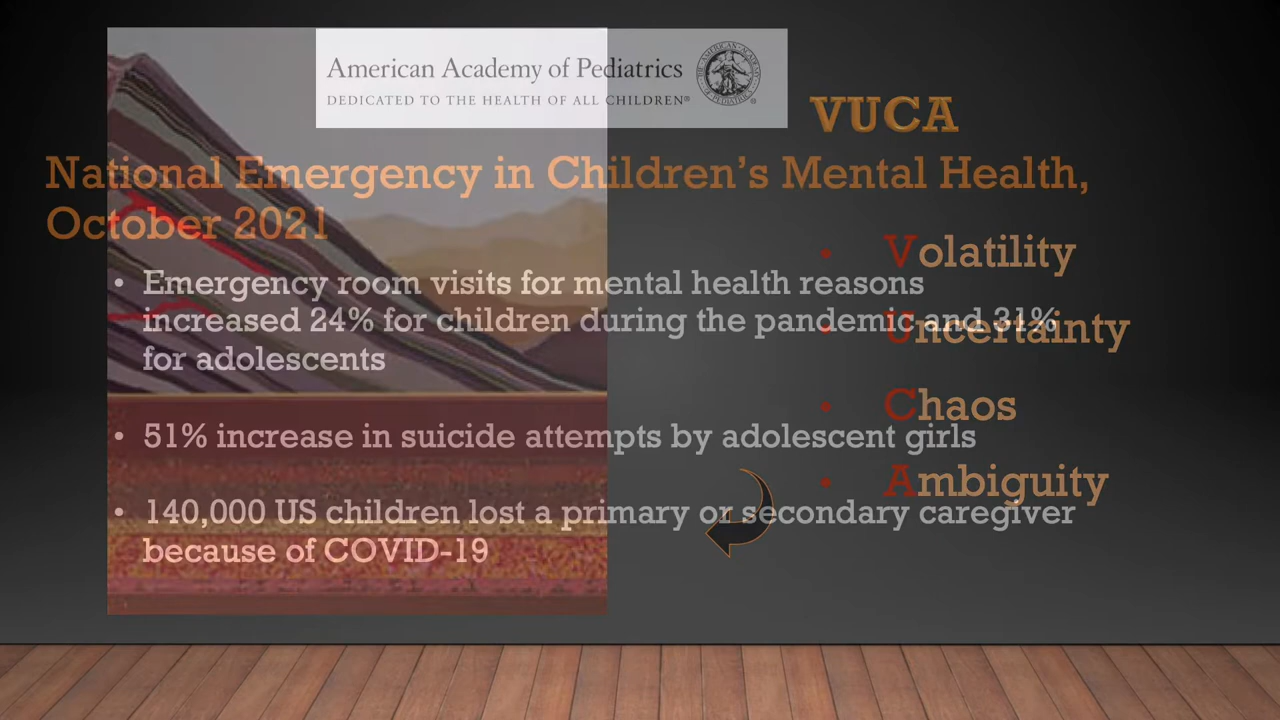 American Academy of Pediatrics
DEDICATED TO THE HEALTH OF ALL CHILDREN®
VUCA
National Emergency in Children's Mental Health,
October 2021
• Emergency room visits for mental health reasons
increased 24% for children during the pandemic and 31%
for adolescents
• 51% increase in suicide attempts by adolescent girls
• 140,000 US children lost a primary or secondary caregiver
because of COVID-19
• Volatility
• Uncertainty
• Chaos
• Ambiguity